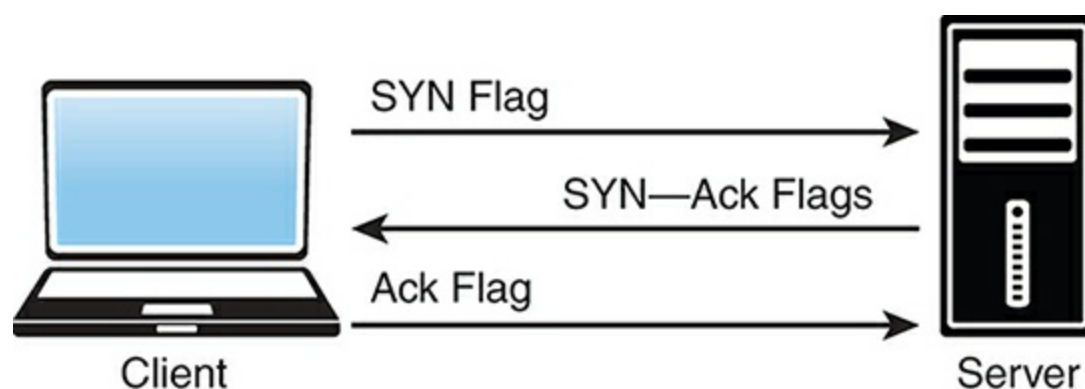 SYN Flag
SYN—Ack Flags
Ack Flag
Client
Server